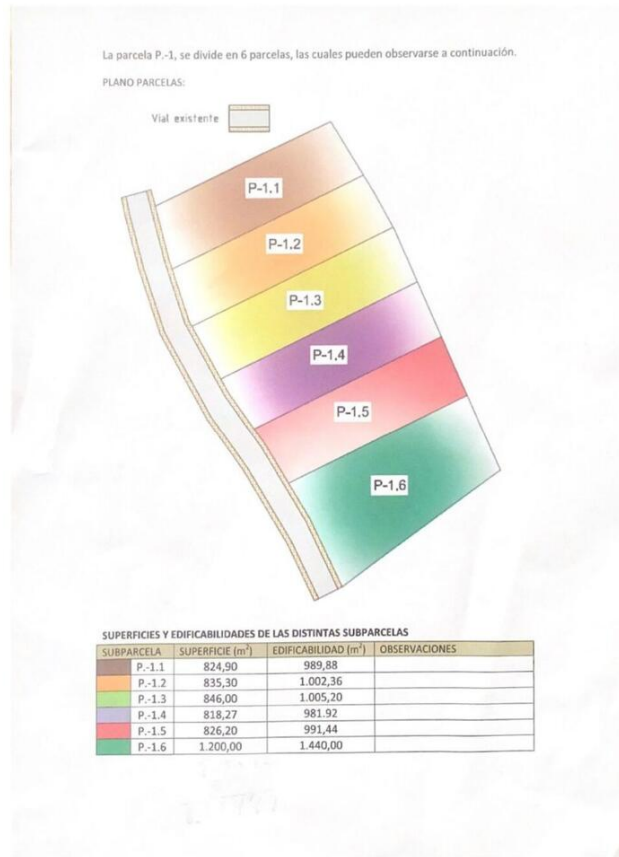 La parcela P.-1, se divide en 6 parcelas, las cuales pueden observarse a continuación.
PLANO PARCELAS:
Vial existente
P-1.1
P-1.2
P-1.3
P-1.4
P-1.5
P-1.6
SUPERFICIES Y EDIFICABILIDADES DE LAS DISTINTAS SUBPARCELAS
SUBPARCELA SUPERFICIE (m²) EDIFICABILIDAD (m²) OBSERVACIONES
P.-1.1 824,90 989,88
P.-1.2 835,30 1.002,36
P.-1.3 846,00 1.005,20
P.-1.4 818,27 981.92
P.-1.5 826,20 991,44
P.-1.6 1.200,00 1.440,00